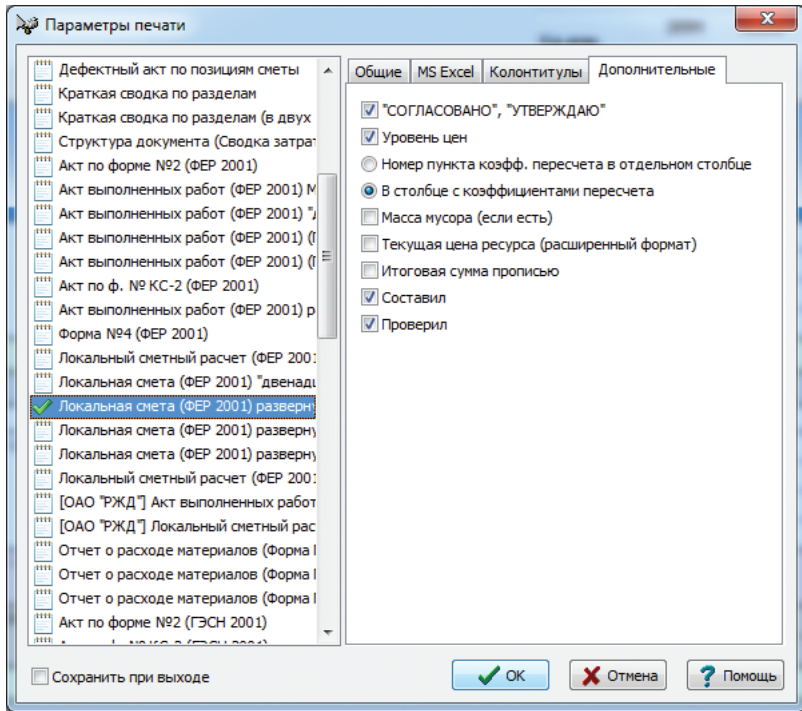 Параметры печати
Дефектный акт по позициям сметы
Краткая сводка по разделам
Краткая сводка по разделам (в двух
Структура документа (Сводка затрат
Акт по форме №2 (ФЕР 2001)
Акт выполненных работ (ФЕР 2001) М
Акт выполненных работ (ФЕР 2001) "д
Акт выполненных работ (ФЕР 2001) (П
Акт выполненных работ (ФЕР 2001) (П
Акт по ф. № КС-2 (ФЕР 2001)
Акт выполненных работ (ФЕР 2001) р
Форма №4 (ФЕР 2001)
Локальный сметный расчет (ФЕР 2001
Локальная смета (ФЕР 2001) "двенадц
Локальная смета (ФЕР 2001) разверну
Локальная смета (ФЕР 2001) разверну
Локальная смета (ФЕР 2001) разверну
Локальный сметный расчет (ФЕР 2001
[ОАО "РЖД"] Акт выполненных работ
[ОАО "РЖД"] Локальный сметный рас
Отчет о расходе материалов (Форма
Отчет о расходе материалов (Форма
Отчет о расходе материалов (Форма
Акт по форме №2 (ГЭСН 2001)
Общие
MS Excel
Колонтитулы
Дополнительные
"СОГЛАСОВАНО", "УТВЕРЖДАЮ"
Уровень цен
Номер пункта коэфф. пересчета в отдельном столбце
В столбце с коэффициентами пересчета
Масса мусора (если есть)
Текущая цена ресурса (расширенный формат)
Итоговая сумма прописью
Составил
Проверил
Сохранить при выходе
ОК
Отмена
Помощь